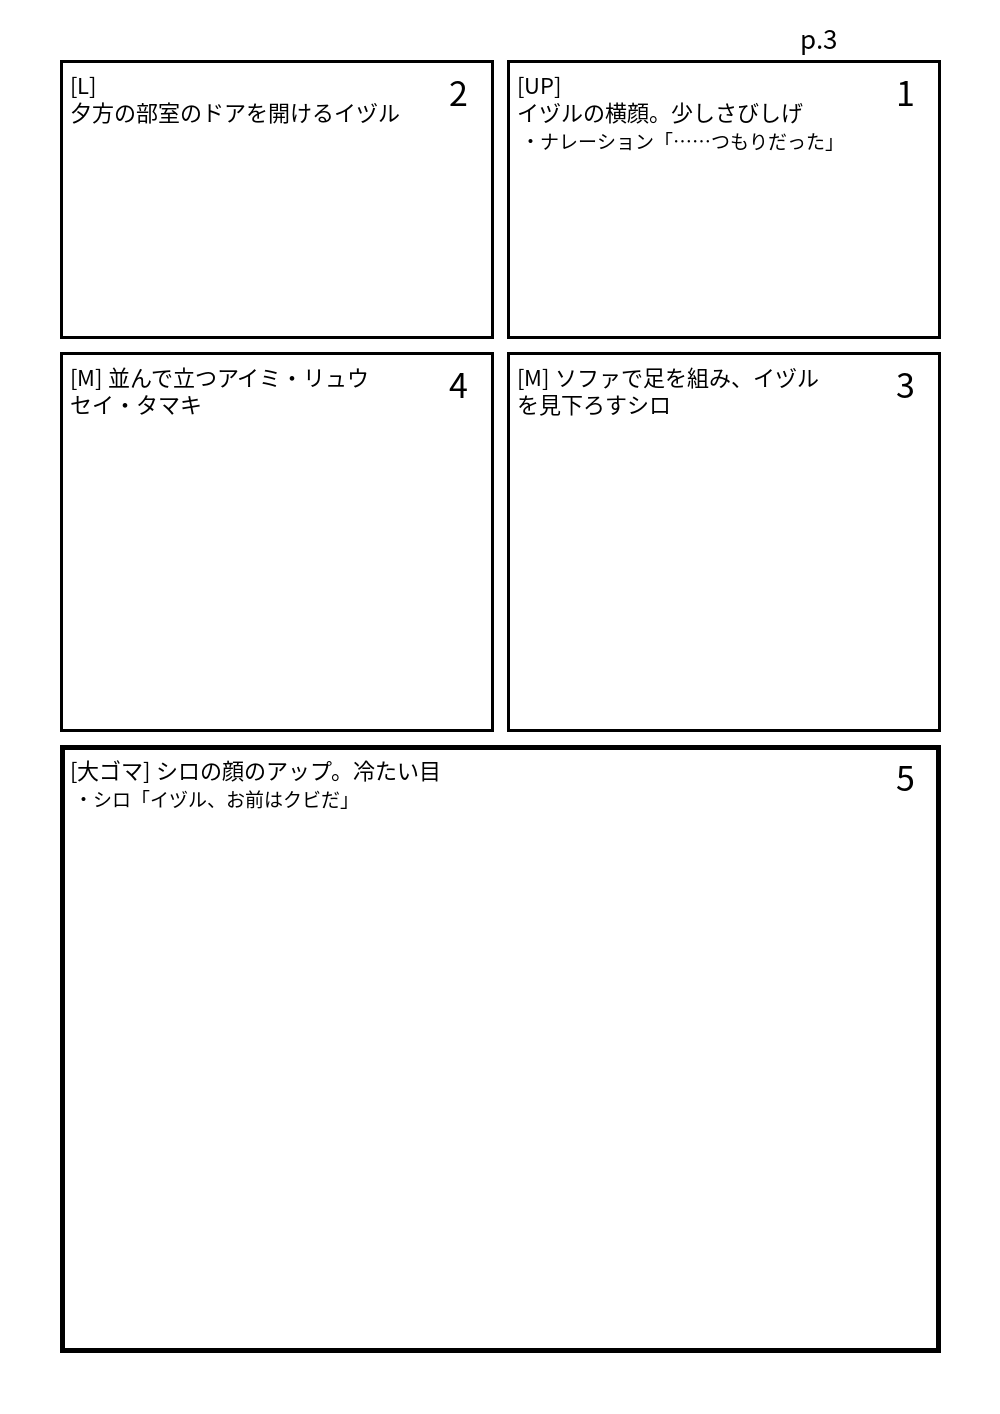 p.3
1
[UP]
イヅルの横顔。少しさびしげ
・ナレーション「……つもりだった」
2
[L]
夕方の部室のドアを開けるイヅル
3
[M] ソファで足を組み、イヅル
を見下ろすシロ
4
[M] 並んで立つアイミ・リュウ
セイ・タマキ
5
[大ゴマ] シロの顔のアップ。冷たい目
・シロ「イヅル、お前はクビだ」